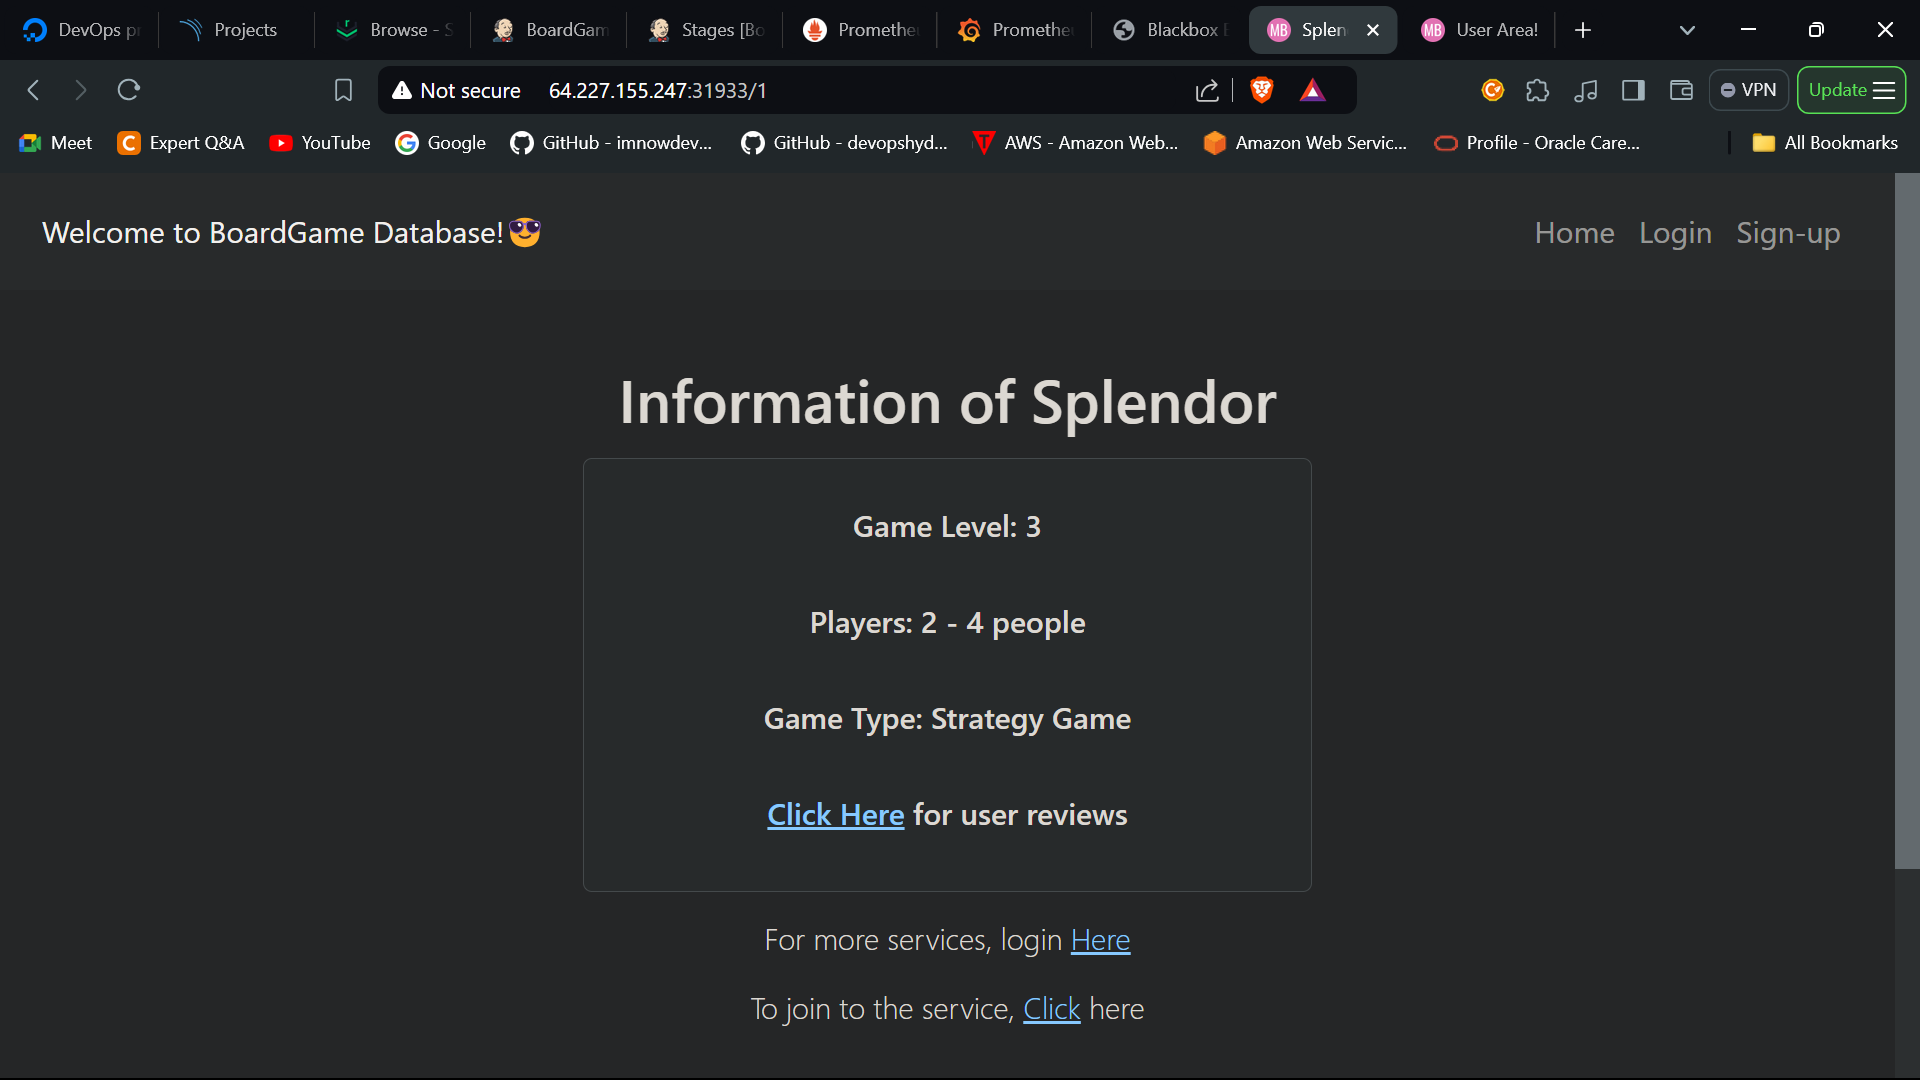 DevOps pr
Projects
Browse - S
BoardGam
Stages [Bo
Promethe
Promethe
Blackbox
Splen
User Area!
Not secure 64.227.155.247:31933/1
VPN
Update
Meet
Expert Q&A
YouTube
Google
GitHub - imnowdev...
GitHub - devopshyd...
AWS - Amazon Web...
Amazon Web Servic...
Profile - Oracle Care...
All Bookmarks
Welcome to BoardGame Database!😎
Home Login Sign-up
Information of Splendor
Game Level: 3
Players: 2 - 4 people
Game Type: Strategy Game
Click Here for user reviews
For more services, login Here
To join to the service, Click here